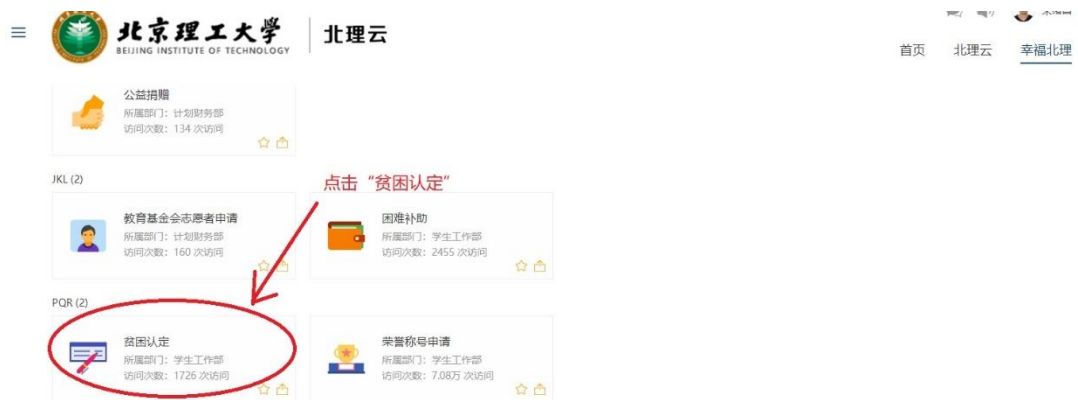 北京理工大学
BEIJING INSTITUTE OF TECHNOLOGY
北理云
首页
北理云
幸福北理
公益捐赠
所属部门：计划财务部
访问次数：134 次访问
JKL (2)
点击“贫困认定”
教育基金会志愿者申请
所属部门：计划财务部
访问次数：160 次访问
困难补助
所属部门：学生工作部
访问次数：2455 次访问
PQR (2)
贫困认定
所属部门：学生工作部
访问次数：1726 次访问
荣誉称号申请
所属部门：学生工作部
访问次数：7.08万 次访问